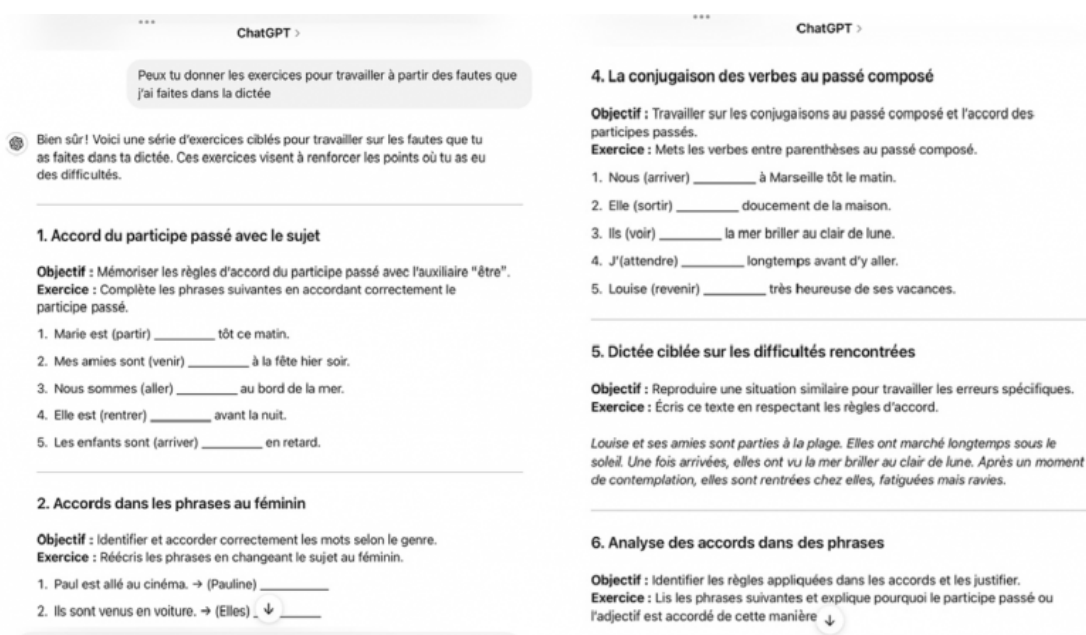 ChatGPT >
Peux tu donner les exercices pour travailler à partir des fautes que
j'ai faites dans la dictée
Bien sûr! Voici une série d'exercices ciblés pour travailler sur les fautes que tu
as faites dans ta dictée. Ces exercices visent à renforcer les points où tu as eu
des difficultés.
1. Accord du participe passé avec le sujet
Objectif : Mémoriser les règles d'accord du participe passé avec l'auxiliaire "être".
Exercice : Complète les phrases suivantes en accordant correctement le
participe passé.
1. Marie est (partir) ________ tôt ce matin.
2. Mes amies sont (venir) ________ à la fête hier soir.
3. Nous sommes (aller) ________ au bord de la mer.
4. Elle est (rentrer) ________ avant la nuit.
5. Les enfants sont (arriver) ________ en retard.
2. Accords dans les phrases au féminin
Objectif : Identifier et accorder correctement les mots selon le genre.
Exercice : Réécris les phrases en changeant le sujet au féminin.
1. Paul est allé au cinéma. → (Pauline) ________
2. Ils sont venus en voiture. → (Elles) ________
ChatGPT >
4. La conjugaison des verbes au passé composé
Objectif : Travailler sur les conjugaisons au passé composé et l'accord des
participes passés.
Exercice : Mets les verbes entre parenthèses au passé composé.
1. Nous (arriver) ________ à Marseille tôt le matin.
2. Elle (sortir) ________ doucement de la maison.
3. Ils (voir) ________ la mer briller au clair de lune.
4. J'(attendre) ________ longtemps avant d'y aller.
5. Louise (revenir) ________ très heureuse de ses vacances.
5. Dictée ciblée sur les difficultés rencontrées
Objectif : Reproduire une situation similaire pour travailler les erreurs spécifiques.
Exercice : Écris ce texte en respectant les règles d'accord.
Louise et ses amies sont parties à la plage. Elles ont marché longtemps sous le
soleil. Une fois arrivées, elles ont vu la mer briller au clair de lune. Après un moment
de contemplation, elles sont rentrées chez elles, fatiguées mais ravies.
6. Analyse des accords dans des phrases
Objectif : Identifier les règles appliquées dans les accords et les justifier.
Exercice : Lis les phrases suivantes et explique pourquoi le participe passé ou
l'adjectif est accordé de cette manière